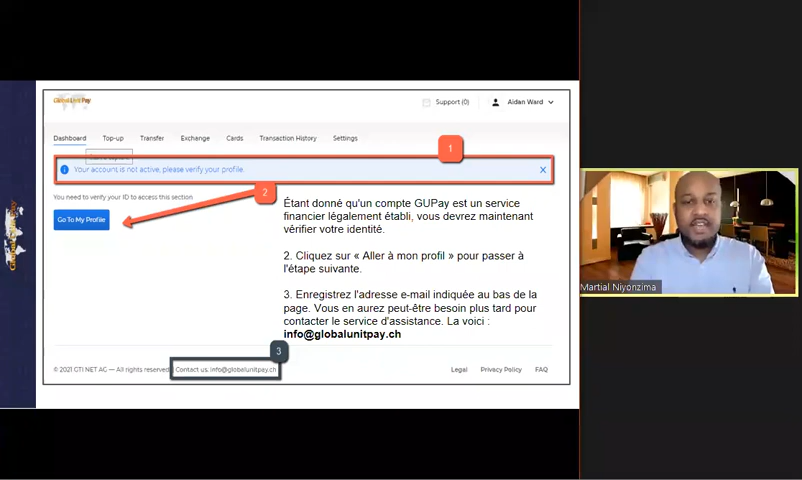 Global Unit Pay
Support (0)
Aidan Ward
Dashboard
Top-up
Transfer
Exchange
Cards
Transaction History
Settings
1
Your account is not active, please verify your profile.
2
You need to verify your ID to access this section
Go To My Profile
Étant donné qu'un compte GUPay est un service
financier légalement établi, vous devrez maintenant
vérifier votre identité.
2. Cliquez sur « Aller à mon profil » pour passer à
l'étape suivante.
3. Enregistrez l'adresse e-mail indiquée au bas de la
page. Vous en aurez peut-être besoin plus tard pour
contacter le service d'assistance. La voici :
info@globalunitpay.ch
3
© 2021 GTI NET AG — All rights reserved
Contact us: info@globalunitpay.ch
Legal
Privacy Policy
FAQ
Martial Niyonzima